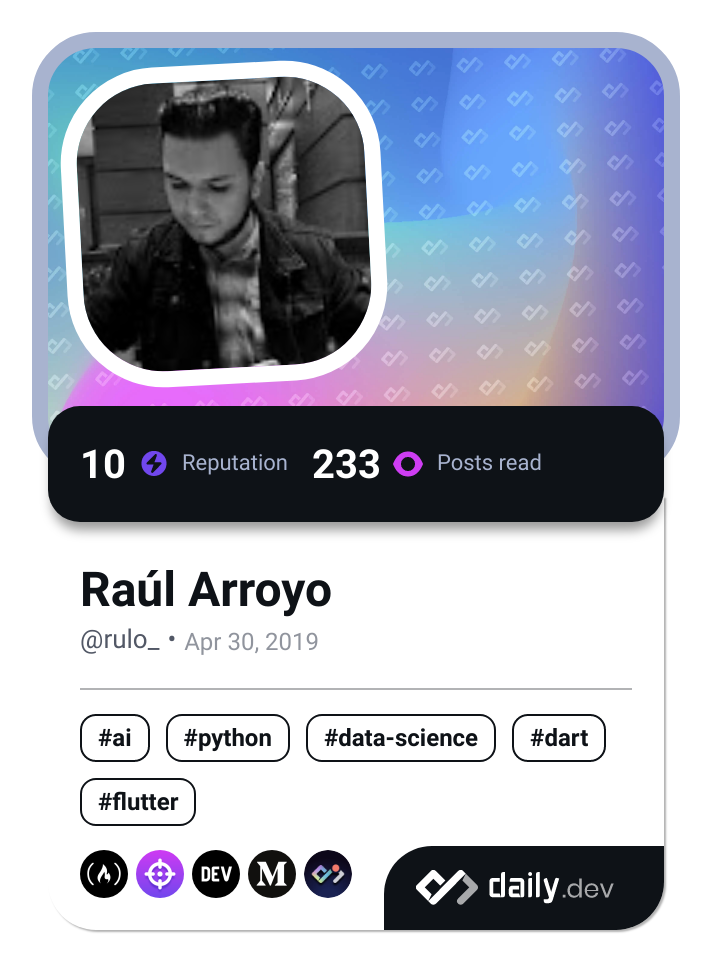 10 Reputation 233 Posts read
Raúl Arroyo
@rulo_ • Apr 30, 2019
#ai #python #data-science #dart
#flutter
DEV M daily.dev